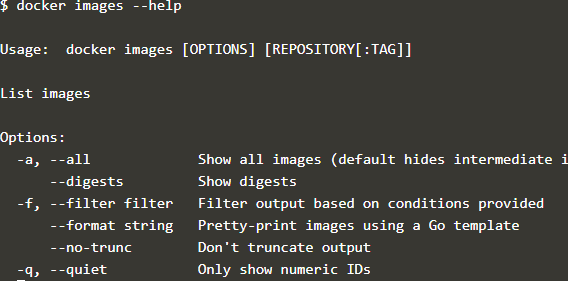 $ docker images --help
Usage:  docker images [OPTIONS] [REPOSITORY[:TAG]]
List images
Options:
  -a, --all             Show all images (default hides intermediate i
      --digests         Show digests
  -f, --filter filter   Filter output based on conditions provided
      --format string   Pretty-print images using a Go template
      --no-trunc        Don't truncate output
  -q, --quiet           Only show numeric IDs